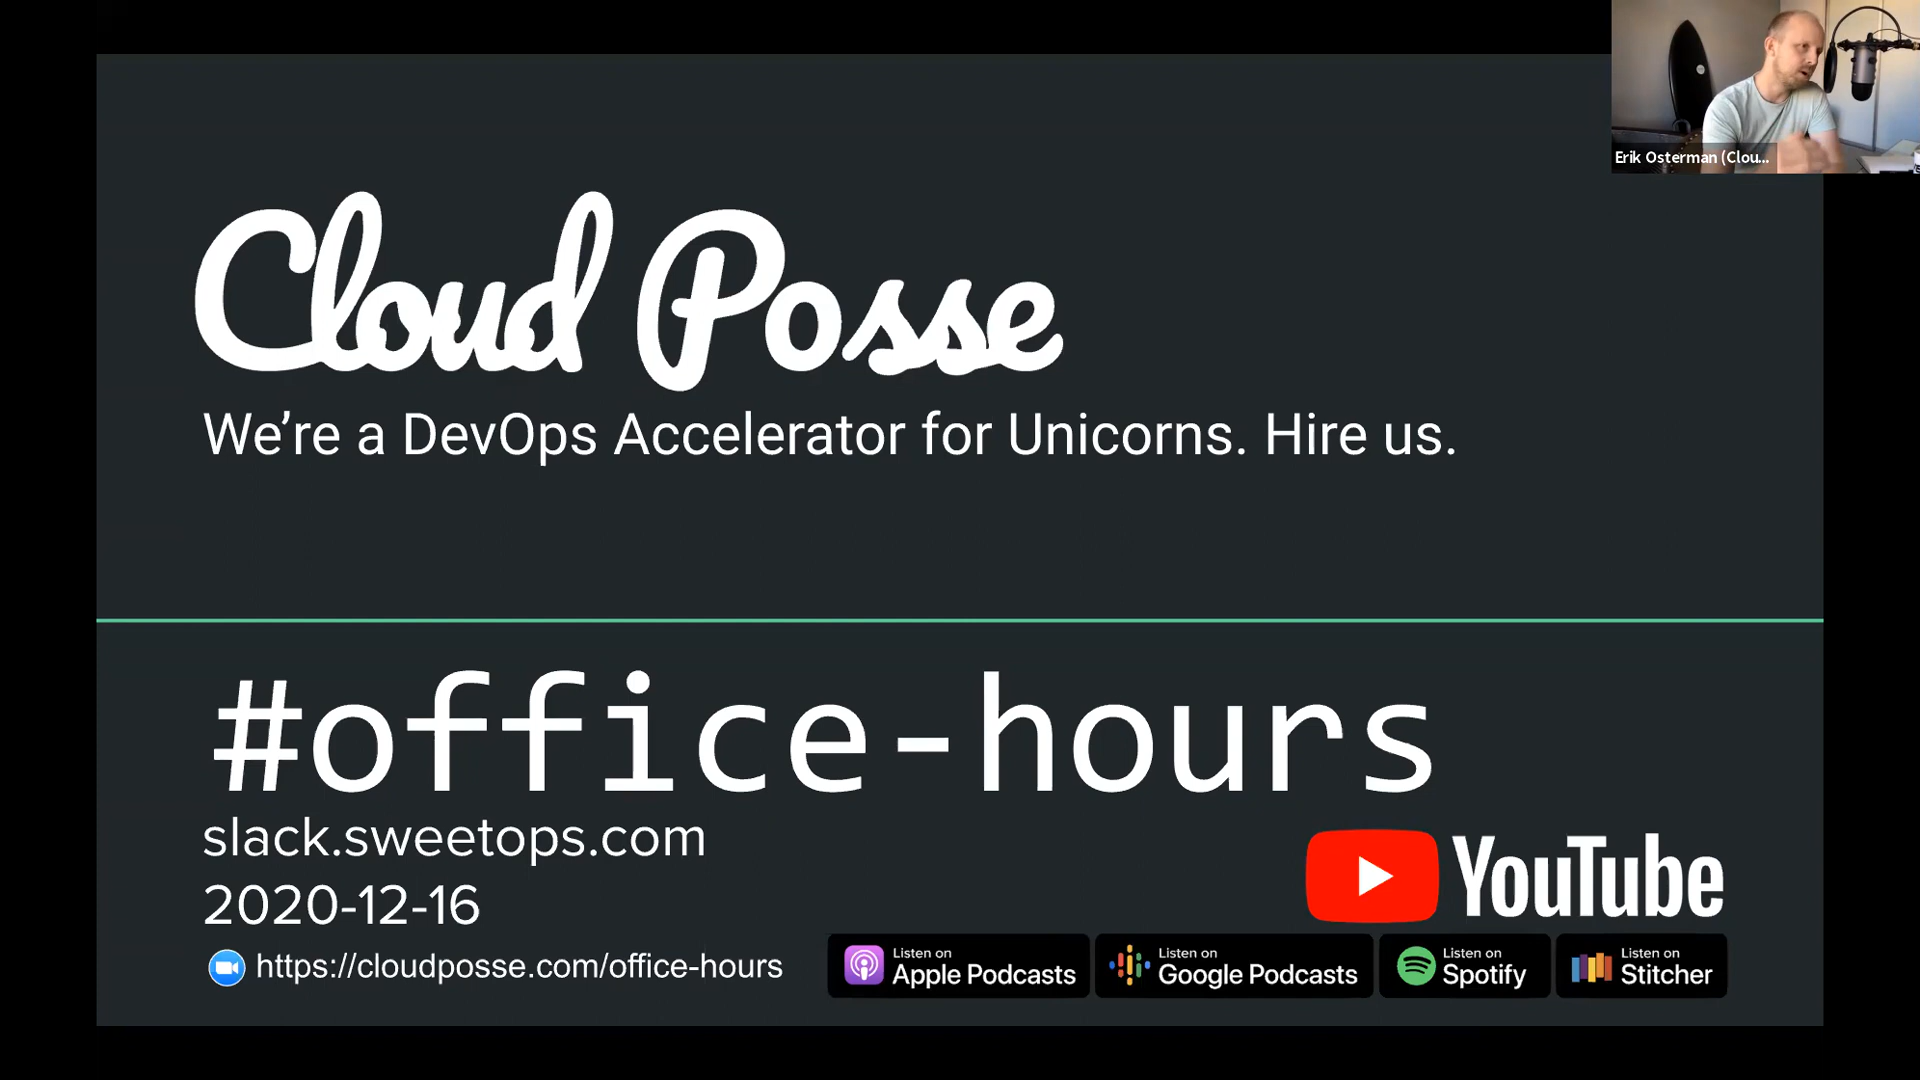 Erik Osterman (Clou...
Cloud Posse
We're a DevOps Accelerator for Unicorns. Hire us.
#office-hours
slack.sweetops.com
2020-12-16
https://cloudposse.com/office-hours
YouTube
Listen on
Apple Podcasts
Listen on
Google Podcasts
Listen on
Spotify
Listen on
Stitcher